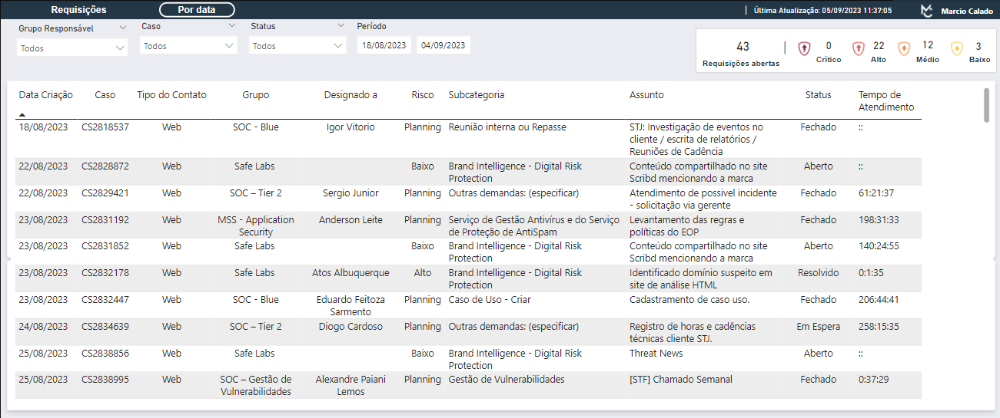 Requisições
Por data
Última Atualização: 05/09/2023 11:37:05
Marcio Calado
Grupo Responsável
Caso
Status
Período
Todos
Todos
Todos
18/08/2023
04/09/2023
43
Requisições abertas
0
Crítico
22
Alto
12
Médio
3
Baixo
Data Criação Caso Tipo do Contato Grupo Designado a Risco Subcategoria Assunto Status Tempo de
Atendimento
18/08/2023 CS2818537 Web SOC - Blue Igor Vitorio Planning Reunião interna ou Repasse STJ: Investigação de eventos no Fechado ::
cliente / escrita de relatórios /
Reuniões de Cadência
22/08/2023 CS2828872 Web Safe Labs Baixo Brand Intelligence - Digital Risk Conteúdo compartilhado no site Aberto ::
Protection Scribd mencionando a marca
22/08/2023 CS2829421 Web SOC – Tier 2 Sergio Junior Planning Outras demandas: (especificar) Atendimento de possivel incidente Fechado 61:21:37
- solicitação via gerente
23/08/2023 CS2831192 Web MSS - Application Anderson Leite Planning Serviço de Gestão Antivírus e do Serviço Levantamento das regras e Fechado 198:31:33
Security de Proteção de AntiSpam políticas do EOP
23/08/2023 CS2831852 Web Safe Labs Baixo Brand Intelligence - Digital Risk Conteúdo compartilhado no site Aberto 140:24:55
Protection Scribd mencionando a marca
23/08/2023 CS2832178 Web Safe Labs Atos Albuquerque Alto Brand Intelligence - Digital Risk Identificado domínio suspeito em Resolvido 0:1:35
Protection site de análise HTML
23/08/2023 CS2832447 Web SOC - Blue Eduardo Feitoza Planning Caso de Uso - Criar Cadastramento de caso uso. Fechado 206:44:41
Sarmento
24/08/2023 CS2834639 Web SOC – Tier 2 Diogo Cardoso Planning Outras demandas: (especificar) Registro de horas e cadências Em Espera 258:15:35
técnicas cliente STJ.
25/08/2023 CS2838856 Web Safe Labs Baixo Brand Intelligence - Digital Risk Threat News Aberto ::
Protection
25/08/2023 CS2838995 Web SOC – Gestão de Alexandre Paiani Planning Gestão de Vulnerabilidades [STF] Chamado Semanal Fechado 0:37:29
Vulnerabilidades Lemos